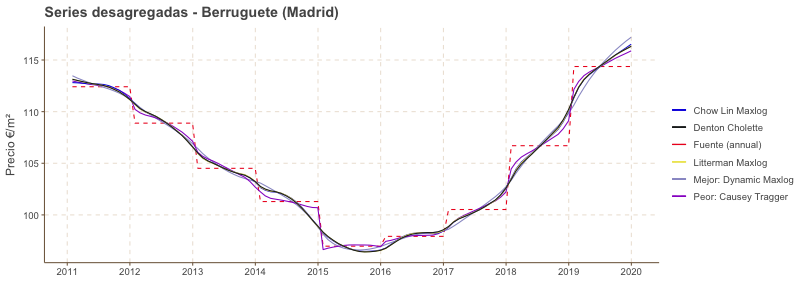 Series desagregadas - Berruguete (Madrid)
Precio €/m²
115
110
105
100
2011 2012 2013 2014 2015 2016 2017 2018 2019 2020
Chow Lin Maxlog
Denton Cholette
Fuente (annual)
Litterman Maxlog
Mejor: Dynamic Maxlog
Peor: Causey Tragger